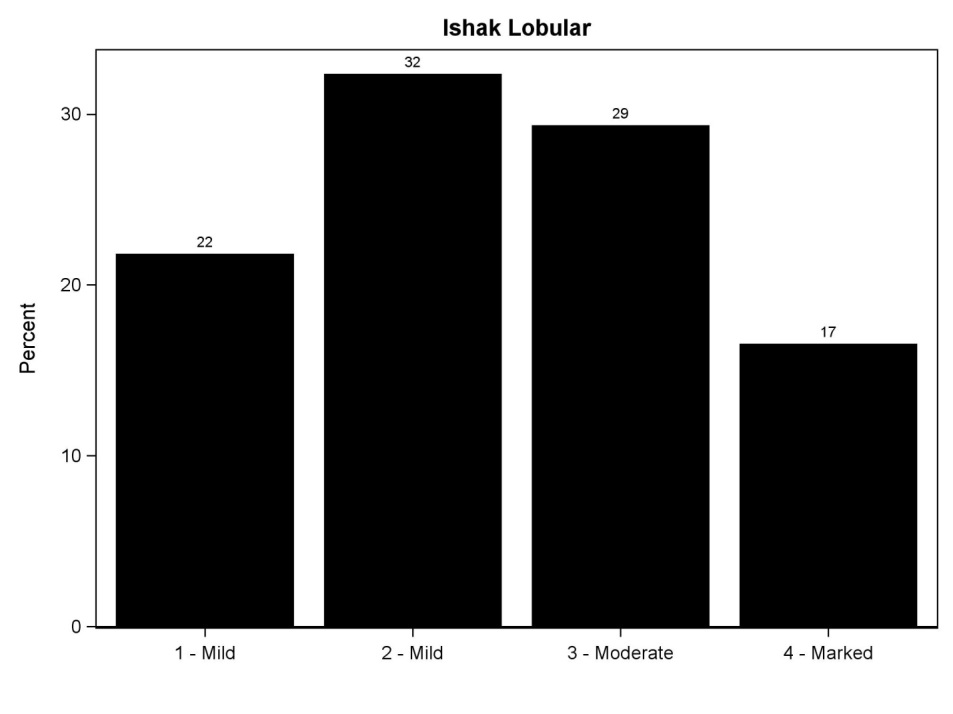 Ishak Lobular
32
30
29
22
20
17
Percent
10
0
1 - Mild
2 - Mild
3 - Moderate
4 - Marked